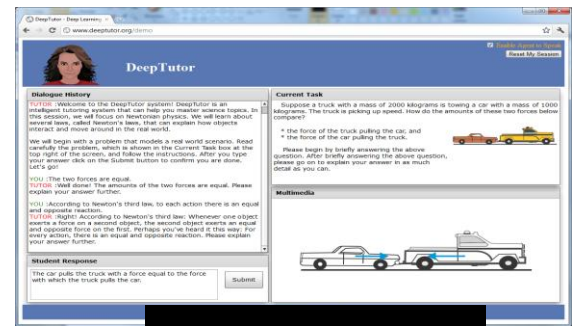 DeepTutor - Deep Learning
www.deeptutor.org/demo
Enable Agent to Speak
Reset My Session
DeepTutor
Dialogue History
TUTOR :Welcome to the DeepTutor system! DeepTutor is an
intelligent tutoring system that can help you master science topics. In
this session, we will focus on Newtonian physics. We will learn about
several laws, called Newton's laws, that can explain how objects
interact and move around in the real world.
We will begin with a problem that models a real world scenario. Read
carefully the problem, which is shown in the Current Task box at the
top right of the screen, and follow the instructions. After you type
your answer click on the Submit button to confirm you are done.
Let's go!
YOU :The two forces are equal.
TUTOR :Well done! The amounts of the two forces are equal. Please
explain your answer further.
YOU :According to Newton's third law, to each action there is an equal
and opposite reaction.
TUTOR :Right! According to Newton's third law: Whenever one object
exerts a force on a second object, the second object exerts an equal
and opposite force on the first. Perhaps you've heard it this way: For
every action, there is an equal and opposite reaction. Please explain
your answer further.
Student Response
The car pulls the truck with a force equal to the force
with which the truck pulls the car.
Submit
Current Task
Suppose a truck with a mass of 2000 kilograms is towing a car with a mass of 1000
kilograms. The truck is picking up speed. How do the amounts of these two forces below
compare?
* the force of the truck pulling the car, and
* the force of the car pulling the truck.
Please begin by briefly answering the above
question. After briefly answering the above question,
please go on to explain your answer in as much
detail as you can.
Multimedia